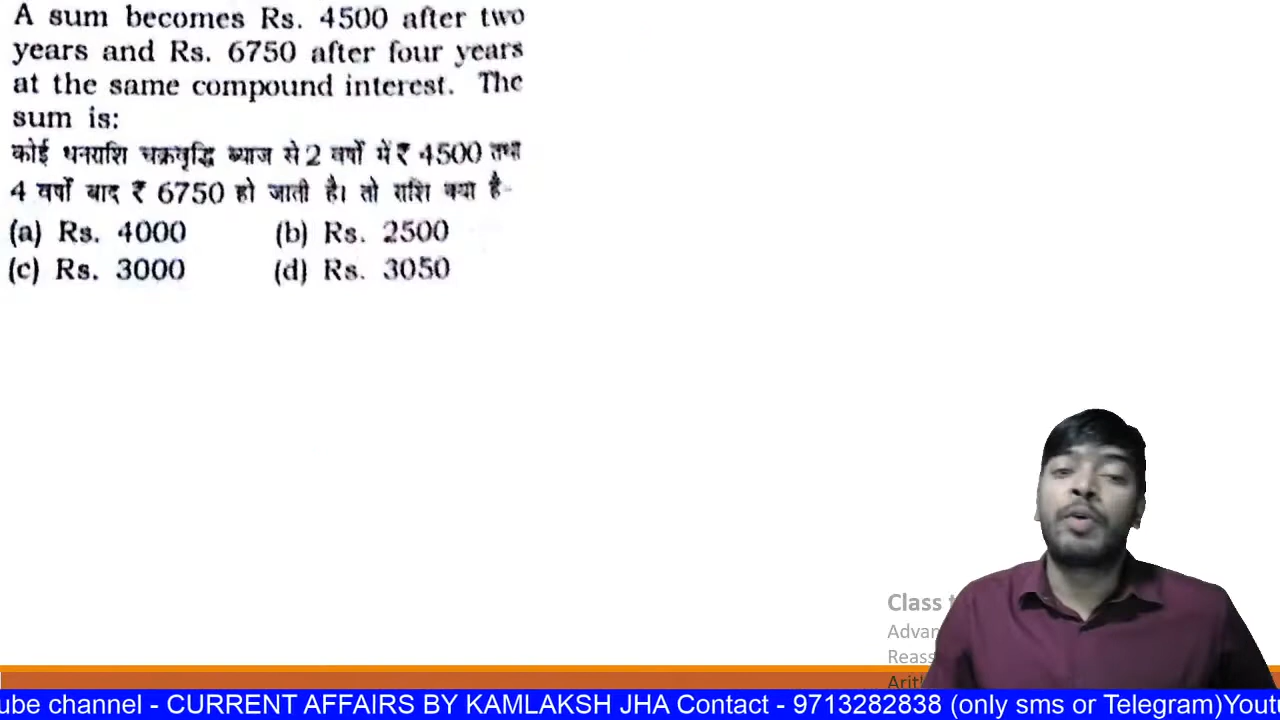 A sum becomes Rs. 4500 after two
years and Rs. 6750 after four years
at the same compound interest. The
sum is:
कोई धनराशि चक्रवृद्धि ब्याज से 2 वर्षों में ₹ 4500 तथा
4 वर्षों बाद ₹ 6750 हो जाती है। तो राशि क्या है-
(a) Rs. 4000 (b) Rs. 2500
(c) Rs. 3000 (d) Rs. 3050
Class
Advan
Reass
Arit
ube channel - CURRENT AFFAIRS BY KAMLAKSH JHA Contact - 9713282838 (only sms or Telegram)Youtu